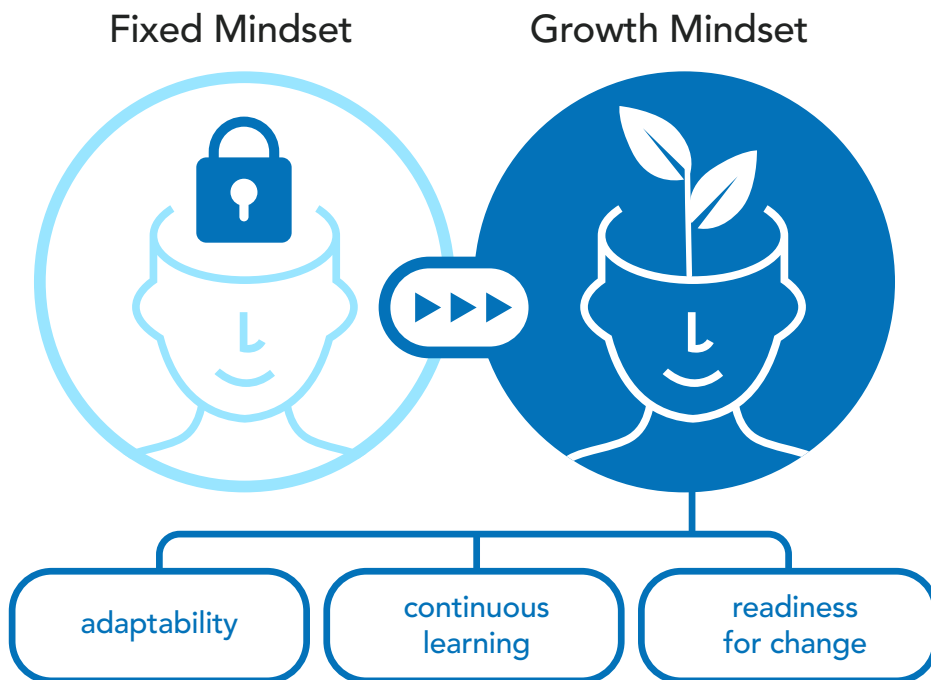 Fixed Mindset
Growth Mindset
adaptability
continuous
learning
readiness
for change